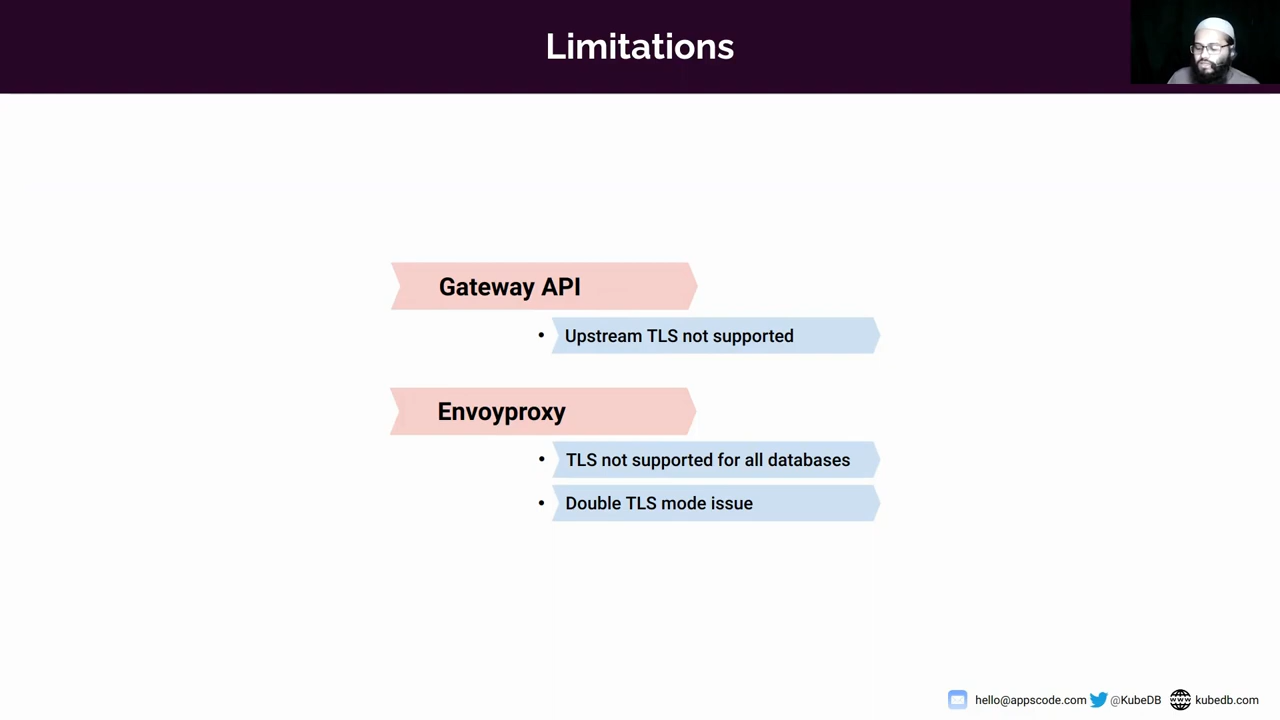 Limitations
Gateway API
• Upstream TLS not supported
Envoyproxy
• TLS not supported for all databases
• Double TLS mode issue
hello@appscode.com @KubeDB kubedb.com